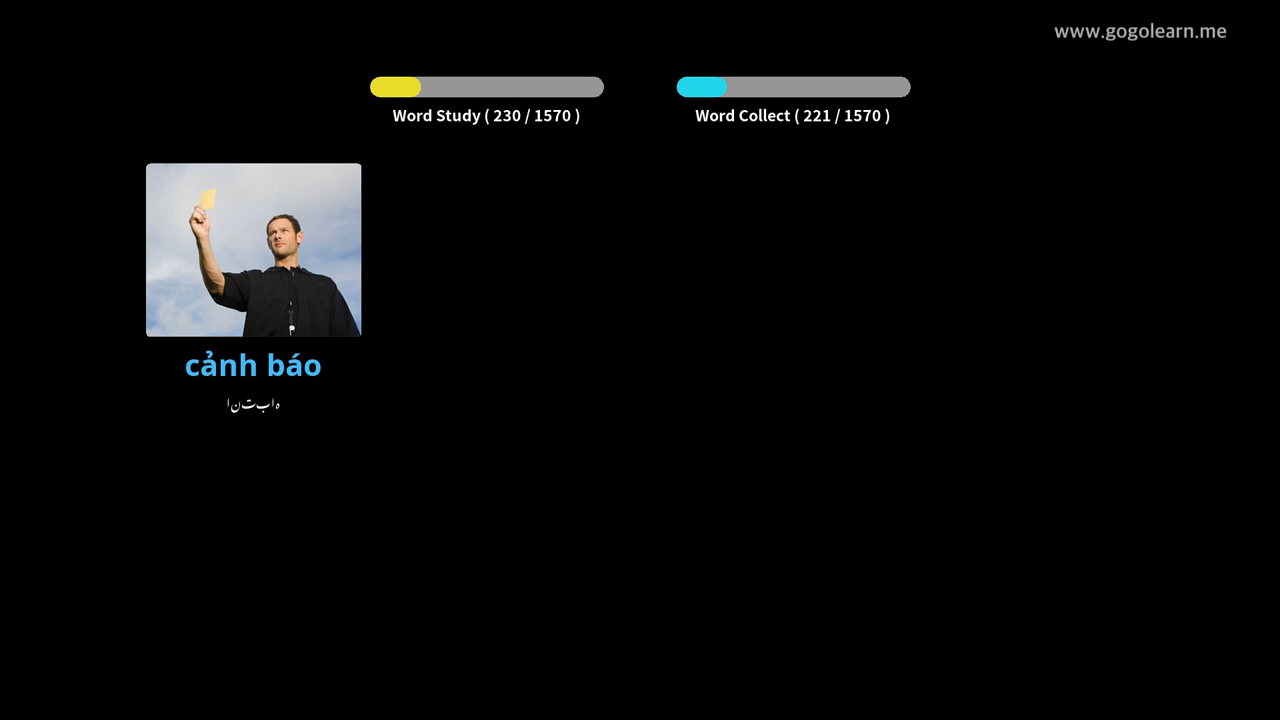 www.gogolearn.me
Word Study ( 230 / 1570 )
Word Collect ( 221 / 1570 )
cảnh báo
انتباہ